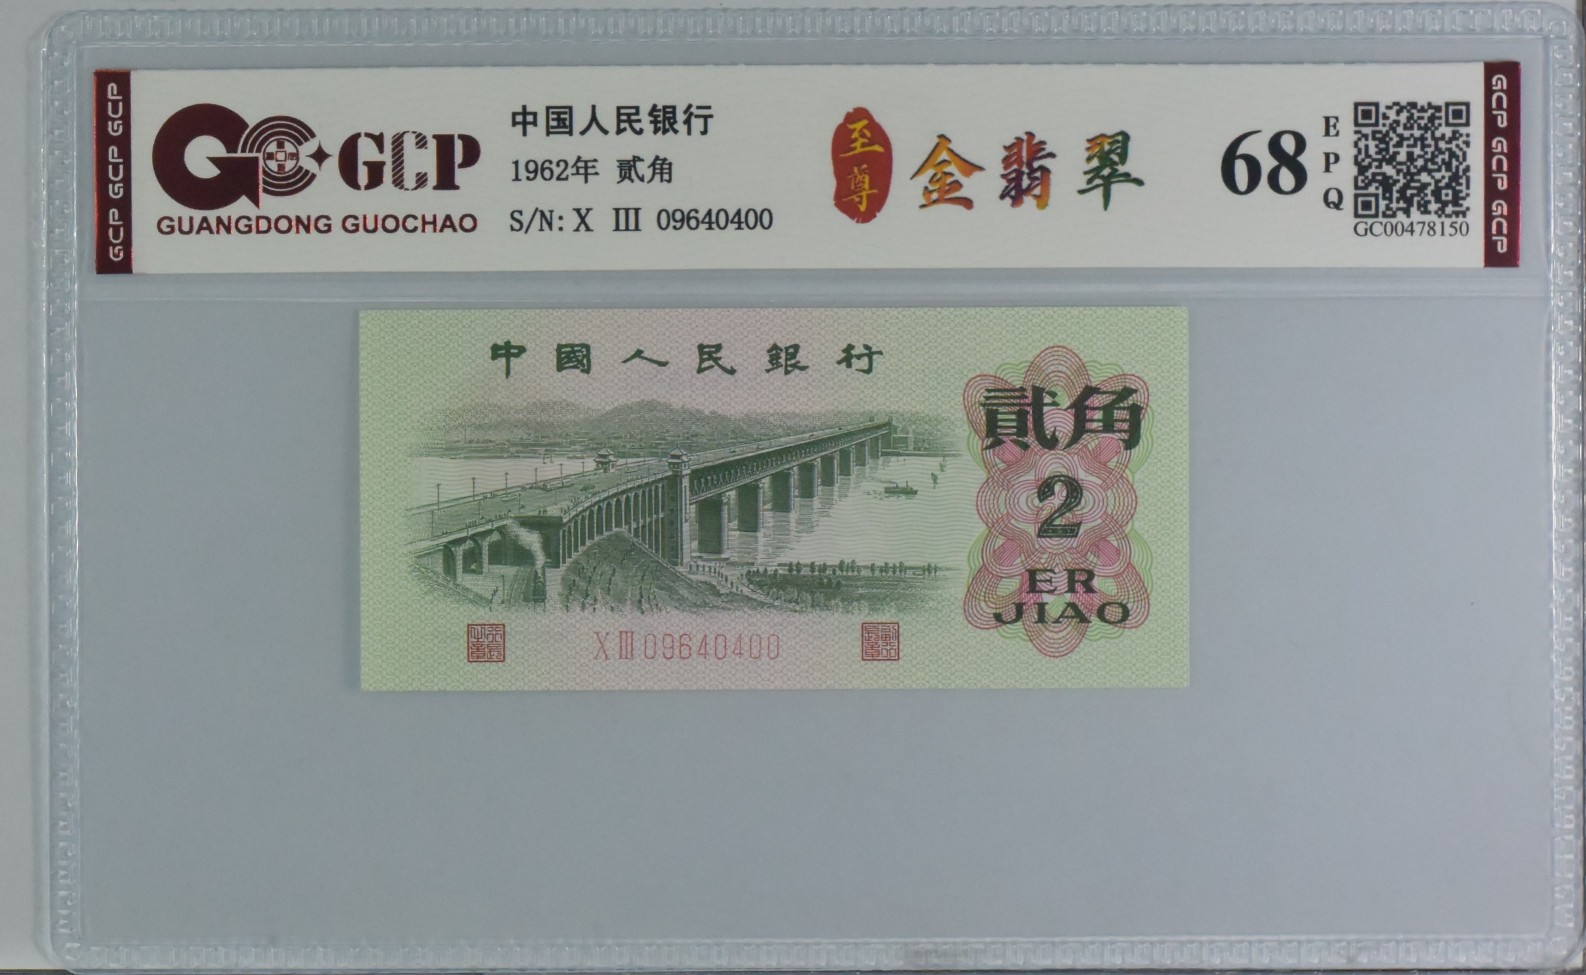 GCP GCP GCP
GCP
GUANGDONG GUOCHAO
中国人民银行
1962年 贰角
S/N: X Ⅲ 09640400
至尊
金翡翠
68
EPQ
GC00478150
GCP GCP GCP
中國人民銀行
貳角
2
ER
JIAO
X Ⅲ 09640400